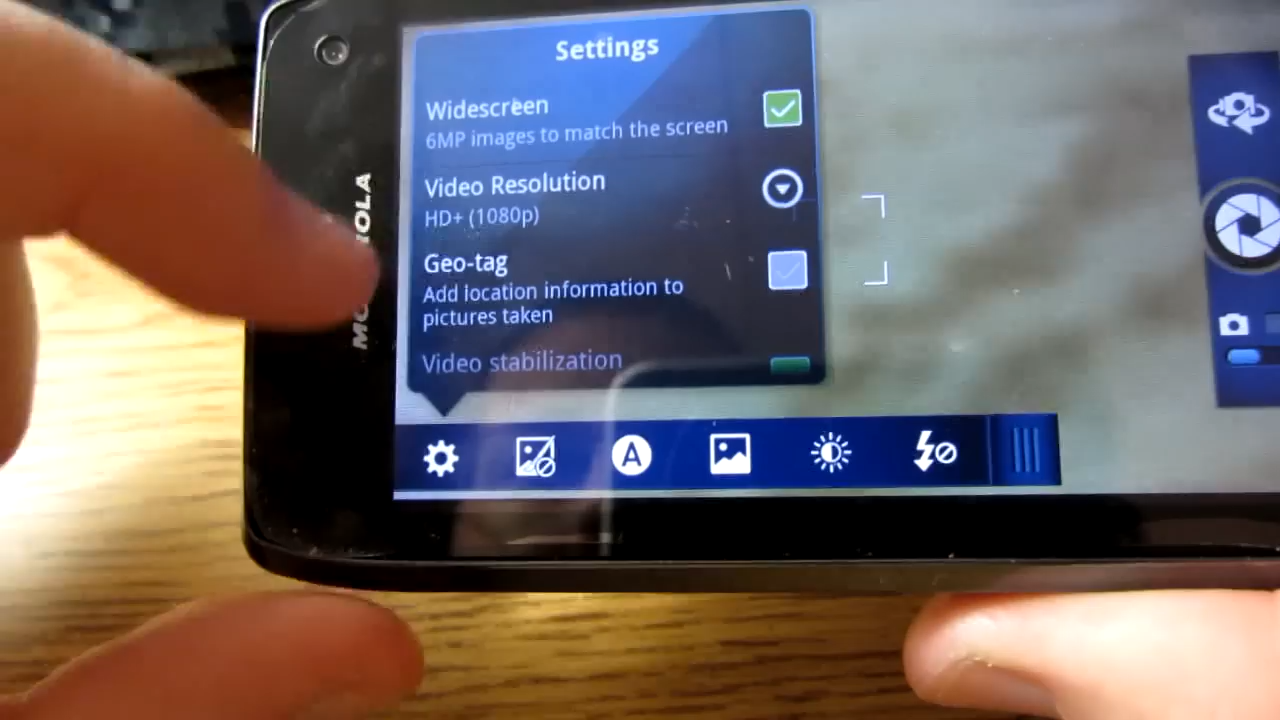 Settings
Widescreen
6MP images to match the screen
Video Resolution
HD+ (1080p)
Geo-tag
Add location information to
pictures taken
Video stabilization
A